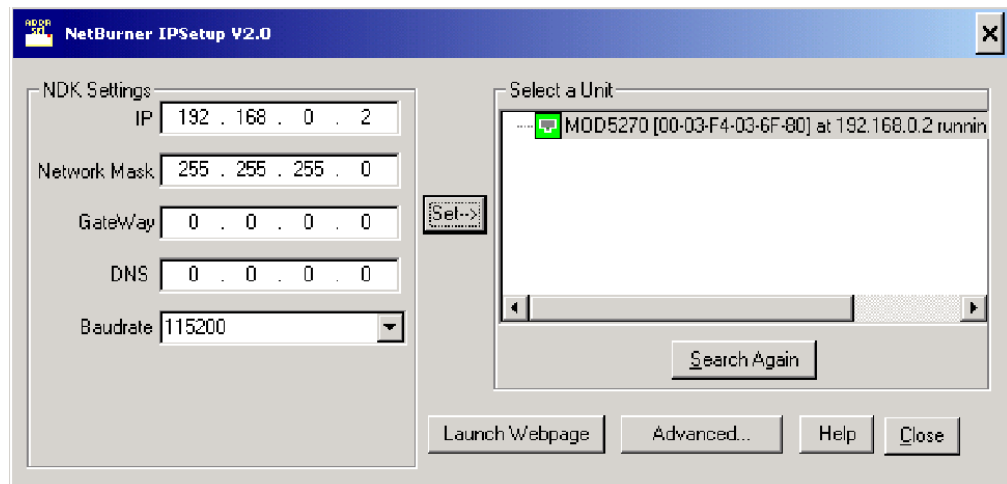 NetBurner IPSetup V2.0
NDK Settings
IP 192 . 168 . 0 . 2
Network Mask 255 . 255 . 255 . 0
GateWay 0 . 0 . 0 . 0
DNS 0 . 0 . 0 . 0
Baudrate 115200
Set-->
Select a Unit
MOD5270 [00-03-F4-03-6F-80] at 192.168.0.2 runnin
Search Again
Launch Webpage
Advanced...
Help
Close